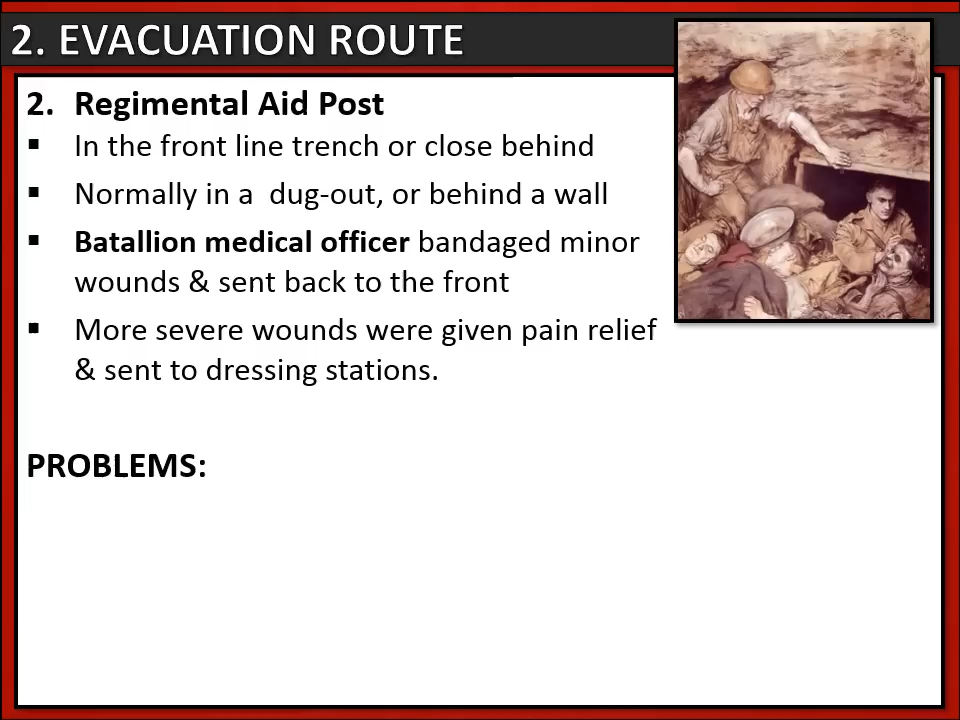 2. EVACUATION ROUTE
2. Regimental Aid Post
▪ In the front line trench or close behind
▪ Normally in a  dug-out, or behind a wall
▪ Batallion medical officer bandaged minor
wounds & sent back to the front
▪ More severe wounds were given pain relief
& sent to dressing stations.
PROBLEMS: